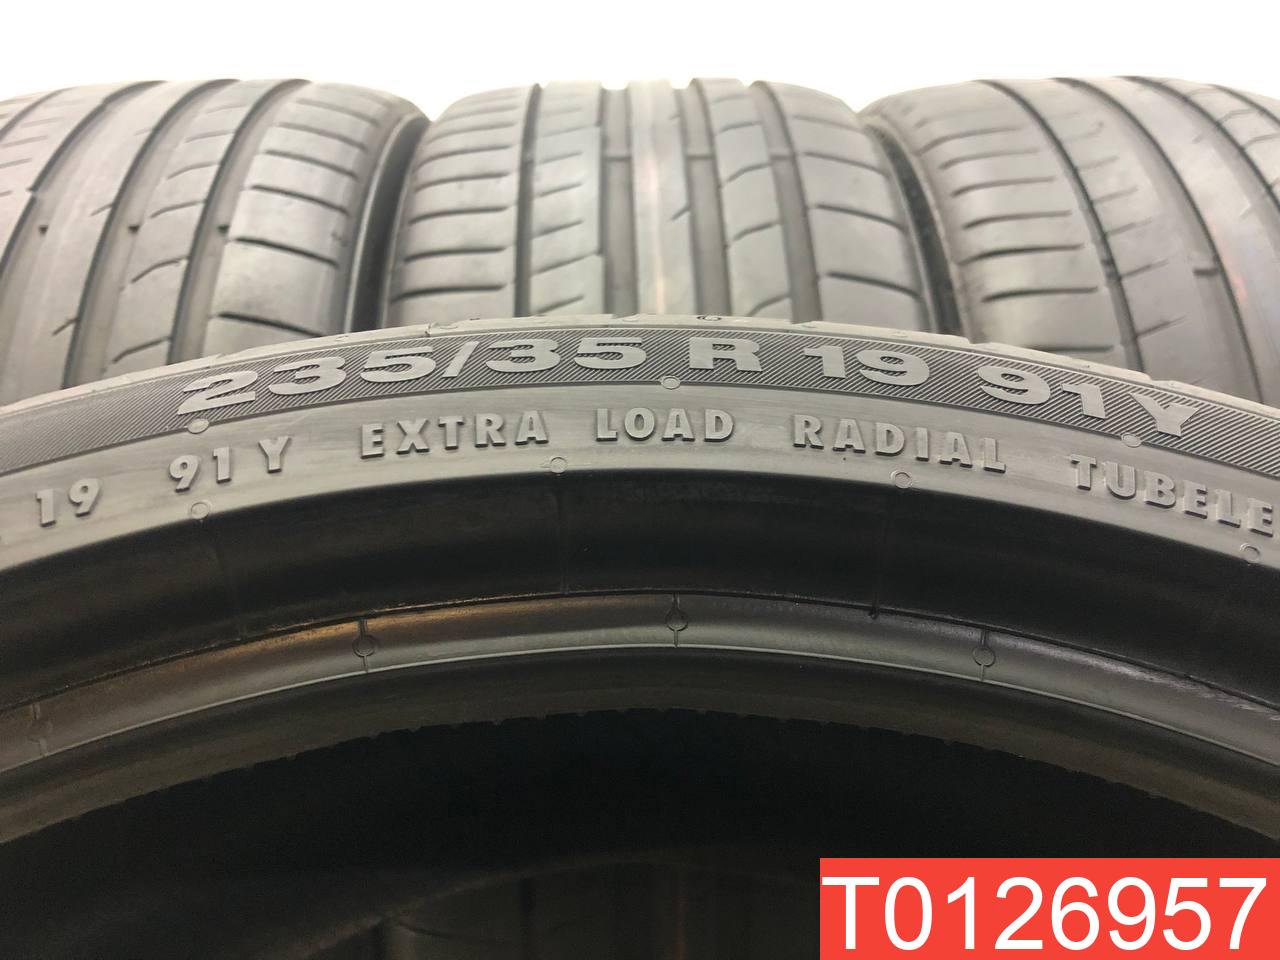 235/35 R 19 91Y
19 91Y EXTRA LOAD RADIAL TUBELE
T0126957